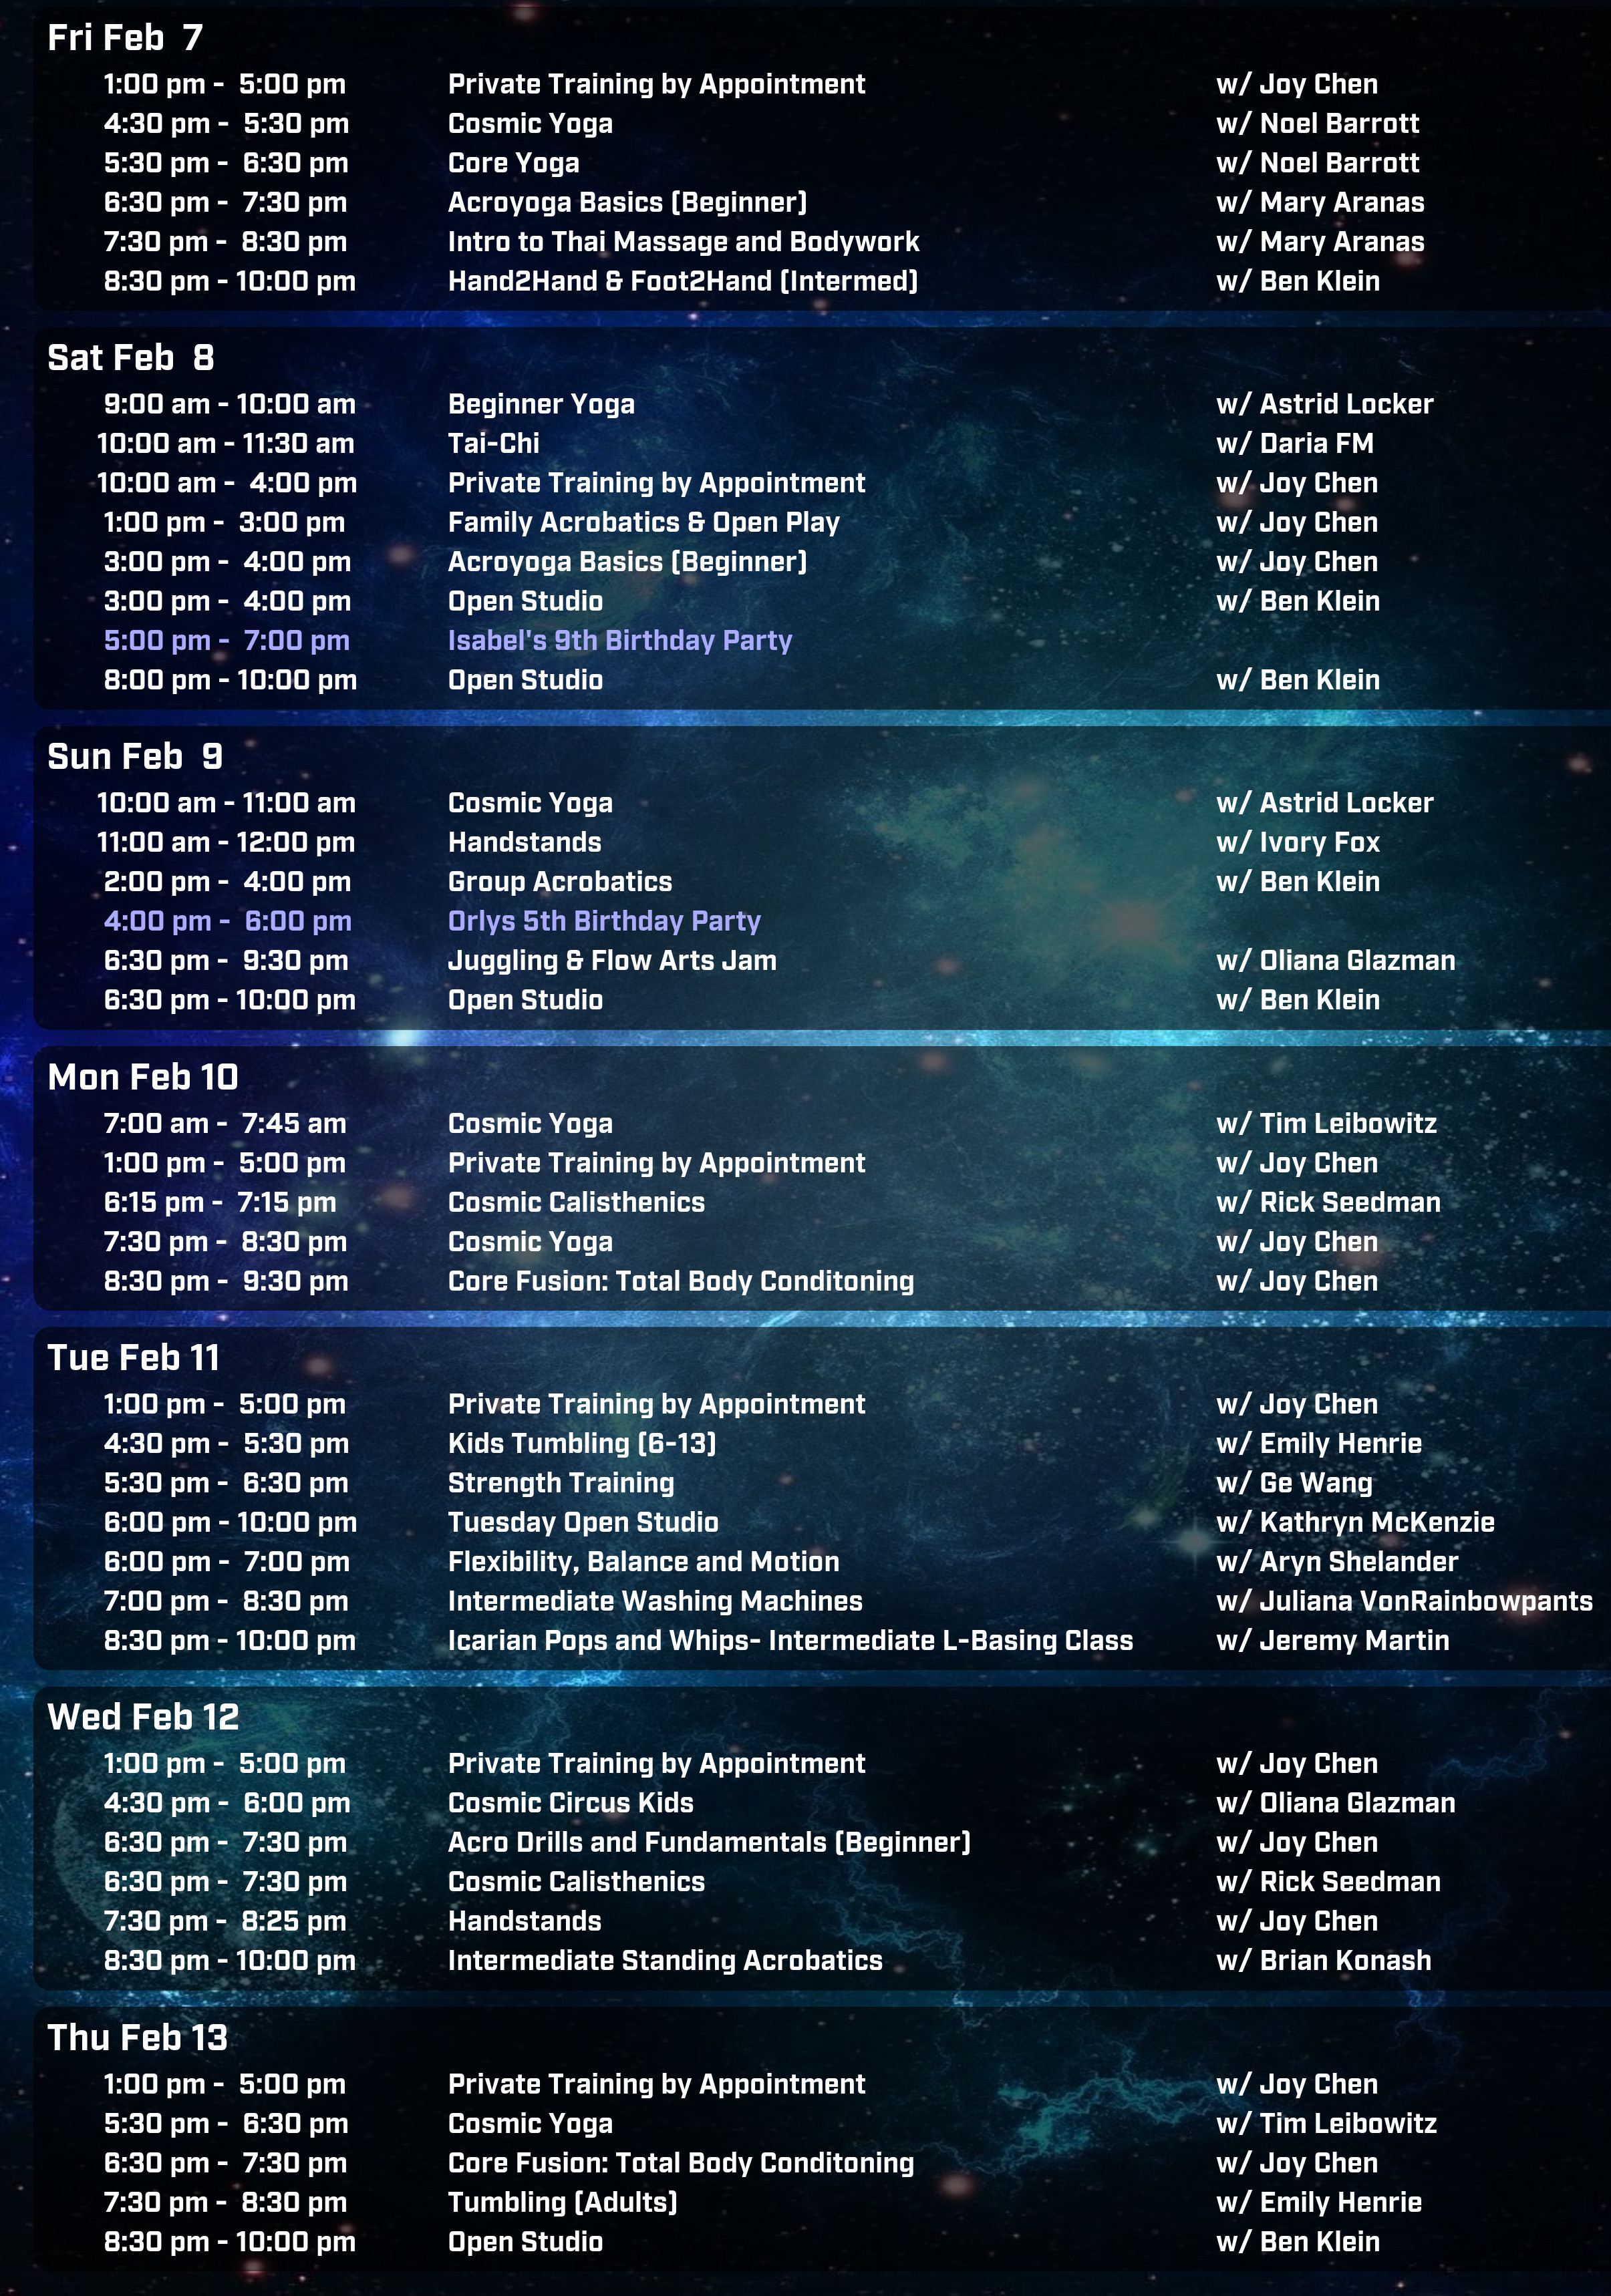 Fri Feb 7
1:00 pm - 5:00 pm Private Training by Appointment w/ Joy Chen
4:30 pm - 5:30 pm Cosmic Yoga w/ Noel Barrott
5:30 pm - 6:30 pm Core Yoga w/ Noel Barrott
6:30 pm - 7:30 pm Acroyoga Basics (Beginner) w/ Mary Aranas
7:30 pm - 8:30 pm Intro to Thai Massage and Bodywork w/ Mary Aranas
8:30 pm - 10:00 pm Hand2Hand & Foot2Hand (Intermed) w/ Ben Klein
Sat Feb 8
9:00 am - 10:00 am Beginner Yoga w/ Astrid Locker
10:00 am - 11:30 am Tai-Chi w/ Daria FM
10:00 am - 4:00 pm Private Training by Appointment w/ Joy Chen
1:00 pm - 3:00 pm Family Acrobatics & Open Play w/ Joy Chen
3:00 pm - 4:00 pm Acroyoga Basics (Beginner) w/ Joy Chen
3:00 pm - 4:00 pm Open Studio w/ Ben Klein
5:00 pm - 7:00 pm Isabel's 9th Birthday Party
8:00 pm - 10:00 pm Open Studio w/ Ben Klein
Sun Feb 9
10:00 am - 11:00 am Cosmic Yoga w/ Astrid Locker
11:00 am - 12:00 pm Handstands w/ Ivory Fox
2:00 pm - 4:00 pm Group Acrobatics w/ Ben Klein
4:00 pm - 6:00 pm Orlys 5th Birthday Party
6:30 pm - 9:30 pm Juggling & Flow Arts Jam w/ Oliana Glazman
6:30 pm - 10:00 pm Open Studio w/ Ben Klein
Mon Feb 10
7:00 am - 7:45 am Cosmic Yoga w/ Tim Leibowitz
1:00 pm - 5:00 pm Private Training by Appointment w/ Joy Chen
6:15 pm - 7:15 pm Cosmic Calisthenics w/ Rick Seedman
7:30 pm - 8:30 pm Cosmic Yoga w/ Joy Chen
8:30 pm - 9:30 pm Core Fusion: Total Body Conditoning w/ Joy Chen
Tue Feb 11
1:00 pm - 5:00 pm Private Training by Appointment w/ Joy Chen
4:30 pm - 5:30 pm Kids Tumbling (6-13) w/ Emily Henrie
5:30 pm - 6:30 pm Strength Training w/ Ge Wang
6:00 pm - 10:00 pm Tuesday Open Studio w/ Kathryn McKenzie
6:00 pm - 7:00 pm Flexibility, Balance and Motion w/ Aryn Shelander
7:00 pm - 8:30 pm Intermediate Washing Machines w/ Juliana VonRainbowpants
8:30 pm - 10:00 pm Icarian Pops and Whips- Intermediate L-Basing Class w/ Jeremy Martin
Wed Feb 12
1:00 pm - 5:00 pm Private Training by Appointment w/ Joy Chen
4:30 pm - 6:00 pm Cosmic Circus Kids w/ Oliana Glazman
6:30 pm - 7:30 pm Acro Drills and Fundamentals (Beginner) w/ Joy Chen
6:30 pm - 7:30 pm Cosmic Calisthenics w/ Rick Seedman
7:30 pm - 8:25 pm Handstands w/ Joy Chen
8:30 pm - 10:00 pm Intermediate Standing Acrobatics w/ Brian Konash
Thu Feb 13
1:00 pm - 5:00 pm Private Training by Appointment w/ Joy Chen
5:30 pm - 6:30 pm Cosmic Yoga w/ Tim Leibowitz
6:30 pm - 7:30 pm Core Fusion: Total Body Conditoning w/ Joy Chen
7:30 pm - 8:30 pm Tumbling (Adults) w/ Emily Henrie
8:30 pm - 10:00 pm Open Studio w/ Ben Klein